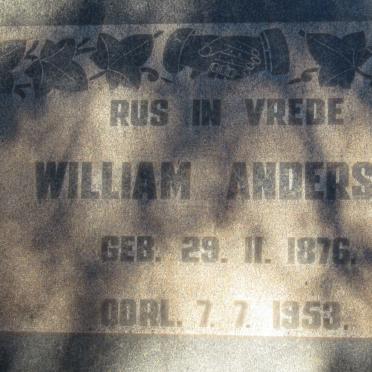 RUS IN VREDE
WILLIAM ANDERS
GEB. 29. 11. 1876.
OORL. 7. 7. 1953.